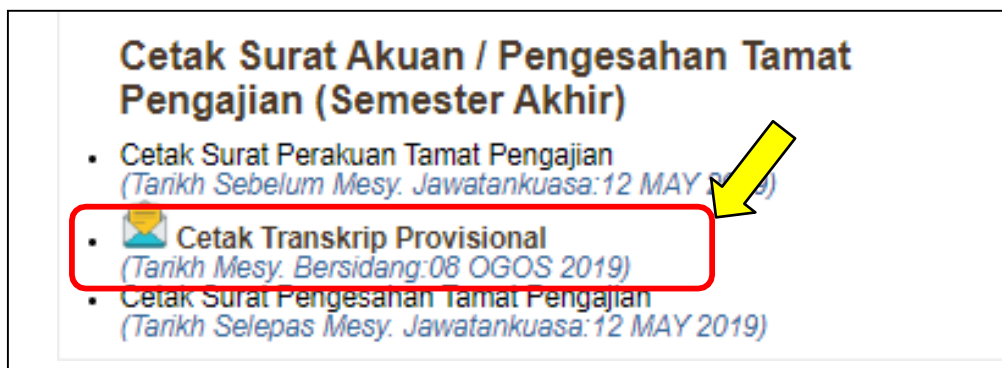 Cetak Surat Akuan / Pengesahan Tamat
Pengajian (Semester Akhir)
• Cetak Surat Perakuan Tamat Pengajian
(Tarikh Sebelum Mesy. Jawatankuasa:12 MAY
• Cetak Transkrip Provisional
(Tarikh Mesy. Bersidang:08 OGOS 2019)
• Cetak Surat Pengesahan Tamat Pengajian
(Tarikh Selepas Mesy. Jawatankuasa:12 MAY 2019)